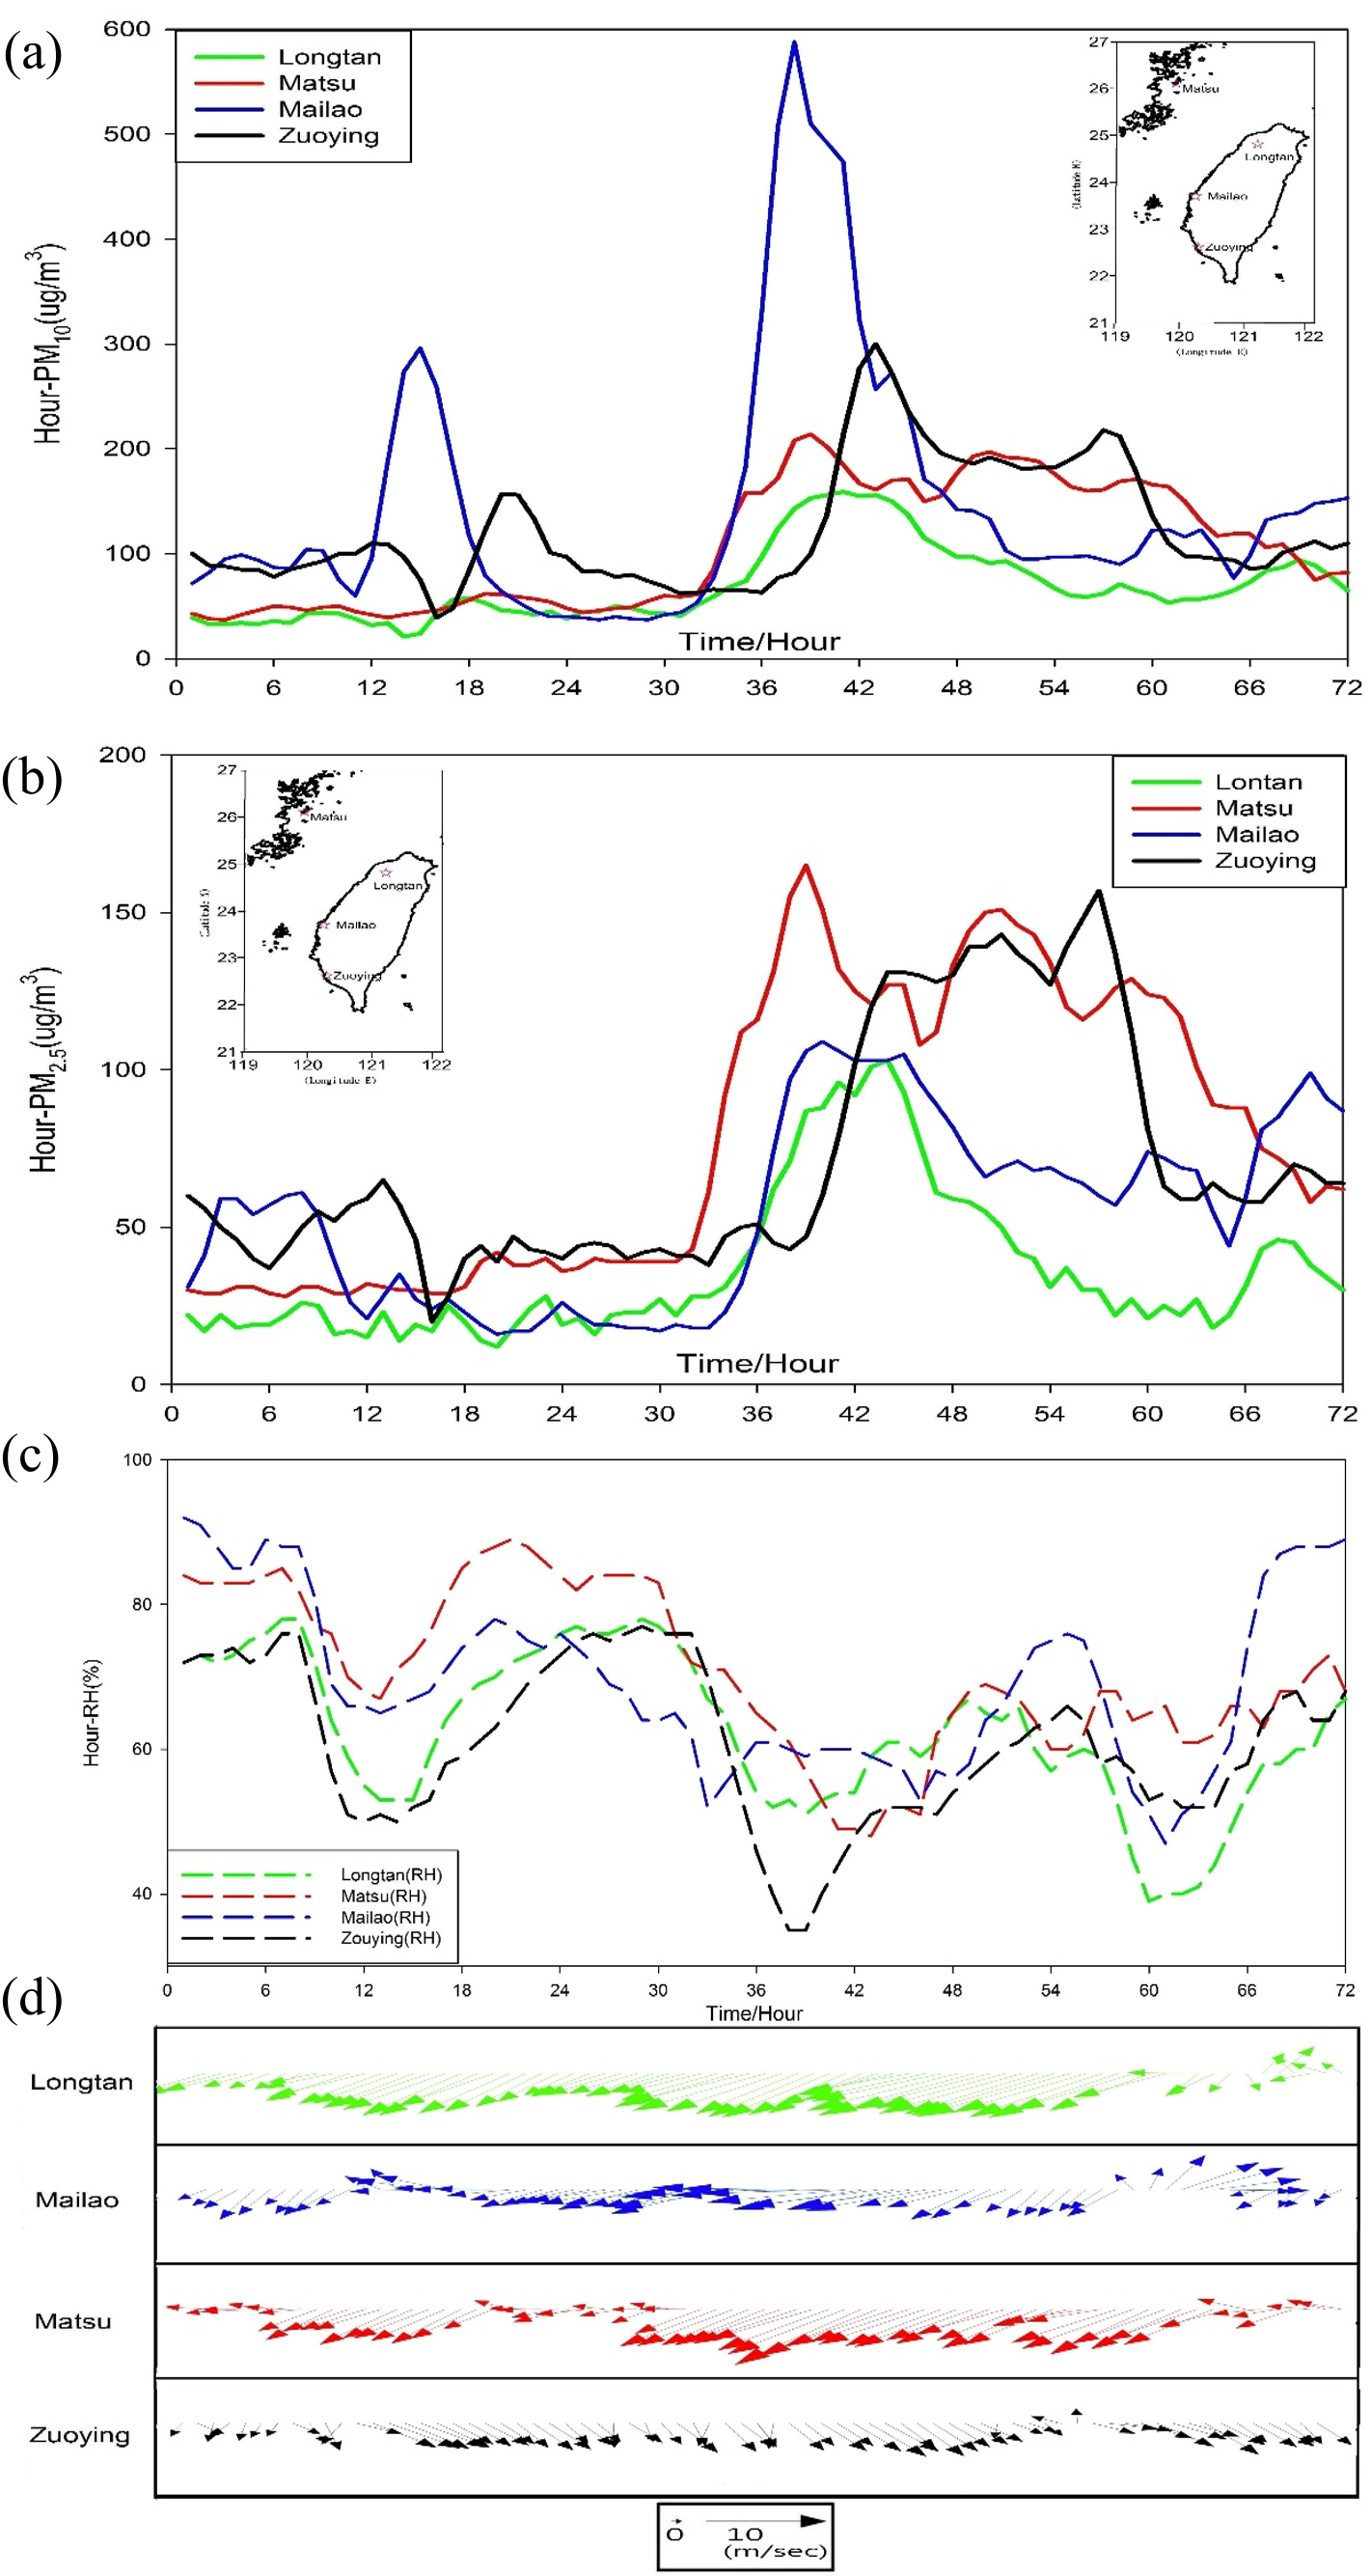 (a)
600
500
400
300
200
100
0
Hour-PM10(ug/m3)
Longtan
Matsu
Mailao
Zuoying
27
26
25
24
23
22
21
119 120 121 122
(Latitude N)
(Longitude E)
Matsu
Longtan
Mailao
Zuoying
Time/Hour
0 6 12 18 24 30 36 42 48 54 60 66 72
(b)
200
150
100
50
0
Hour-PM2.5(ug/m3)
27
26
25
24
23
22
21
119 120 121 122
(Longitude E)
Matsu
Longtan
Mailao
Zuoying
Lontan
Matsu
Mailao
Zuoying
Time/Hour
0 6 12 18 24 30 36 42 48 54 60 66 72
(c)
100
80
60
40
Hour-RH(%)
Longtan(RH)
Matsu(RH)
Mailao(RH)
Zouying(RH)
0 6 12 18 24 30 36 42 48 54 60 66 72
Time/Hour
(d)
Longtan
Mailao
Matsu
Zuoying
0 10
(m/sec)